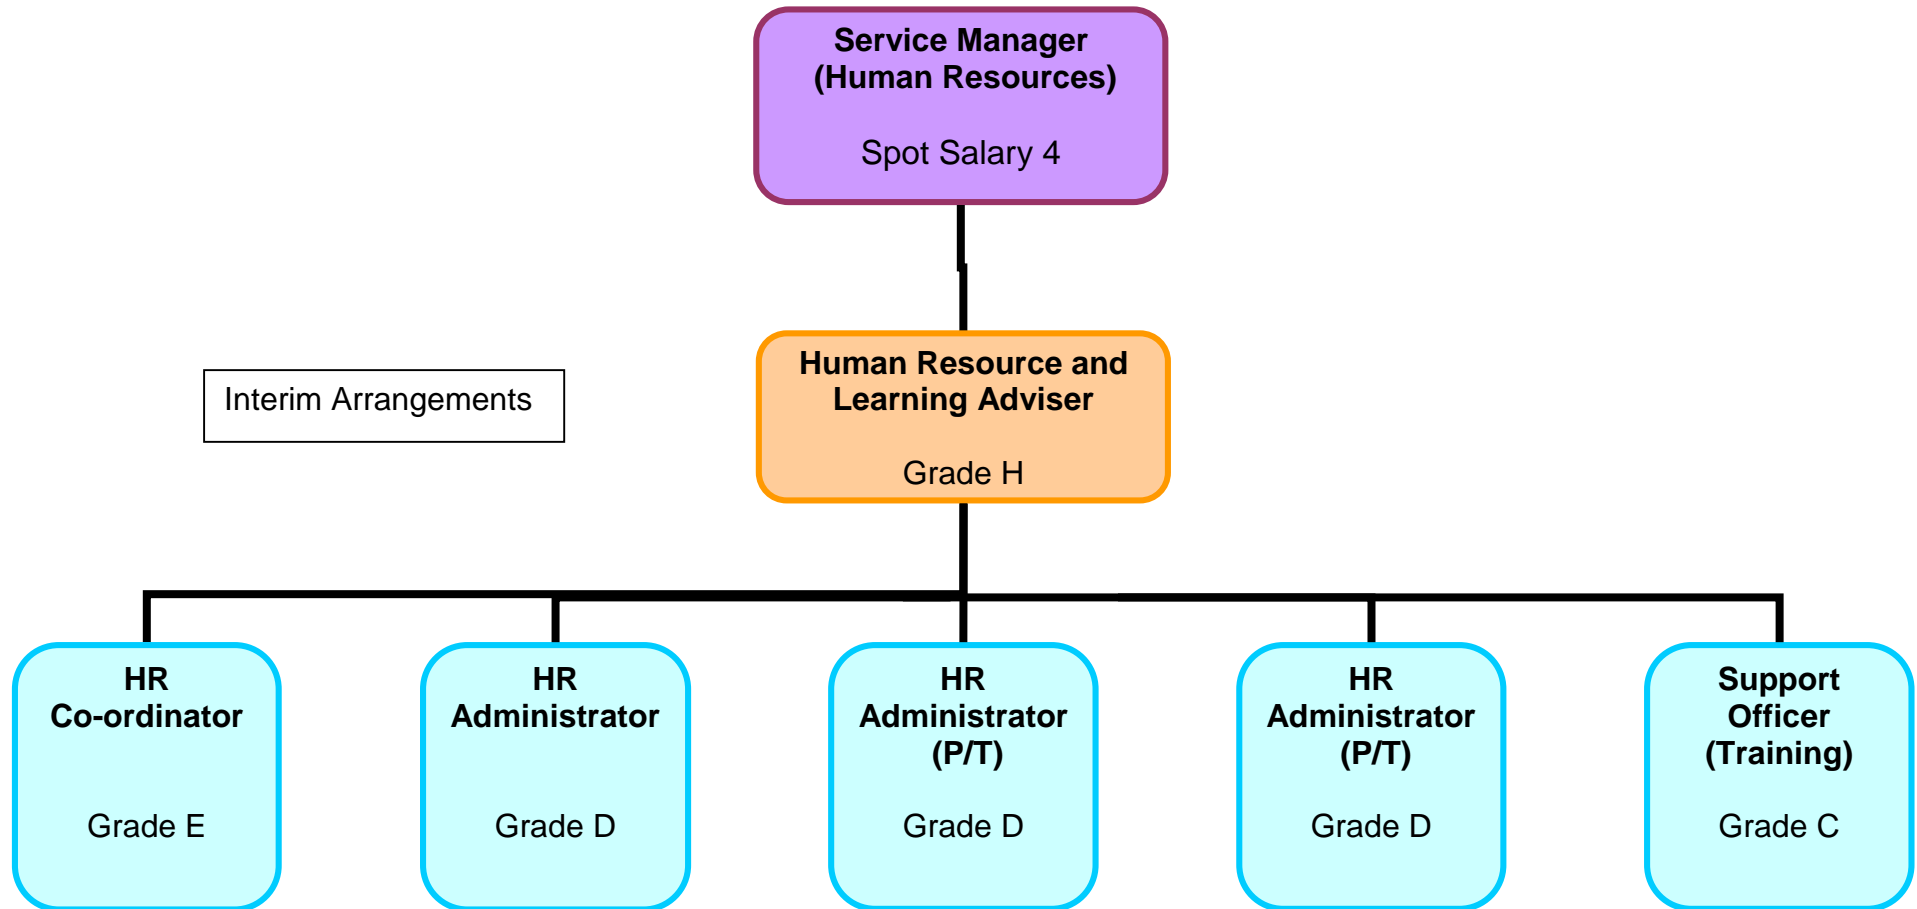 Service Manager
(Human Resources)
Spot Salary 4
Interim Arrangements
Human Resource and
Learning Adviser
Grade H
HR
Co-ordinator
Grade E
HR
Administrator
Grade D
HR
Administrator
(P/T)
Grade D
HR
Administrator
(P/T)
Grade D
Support
Officer
(Training)
Grade C